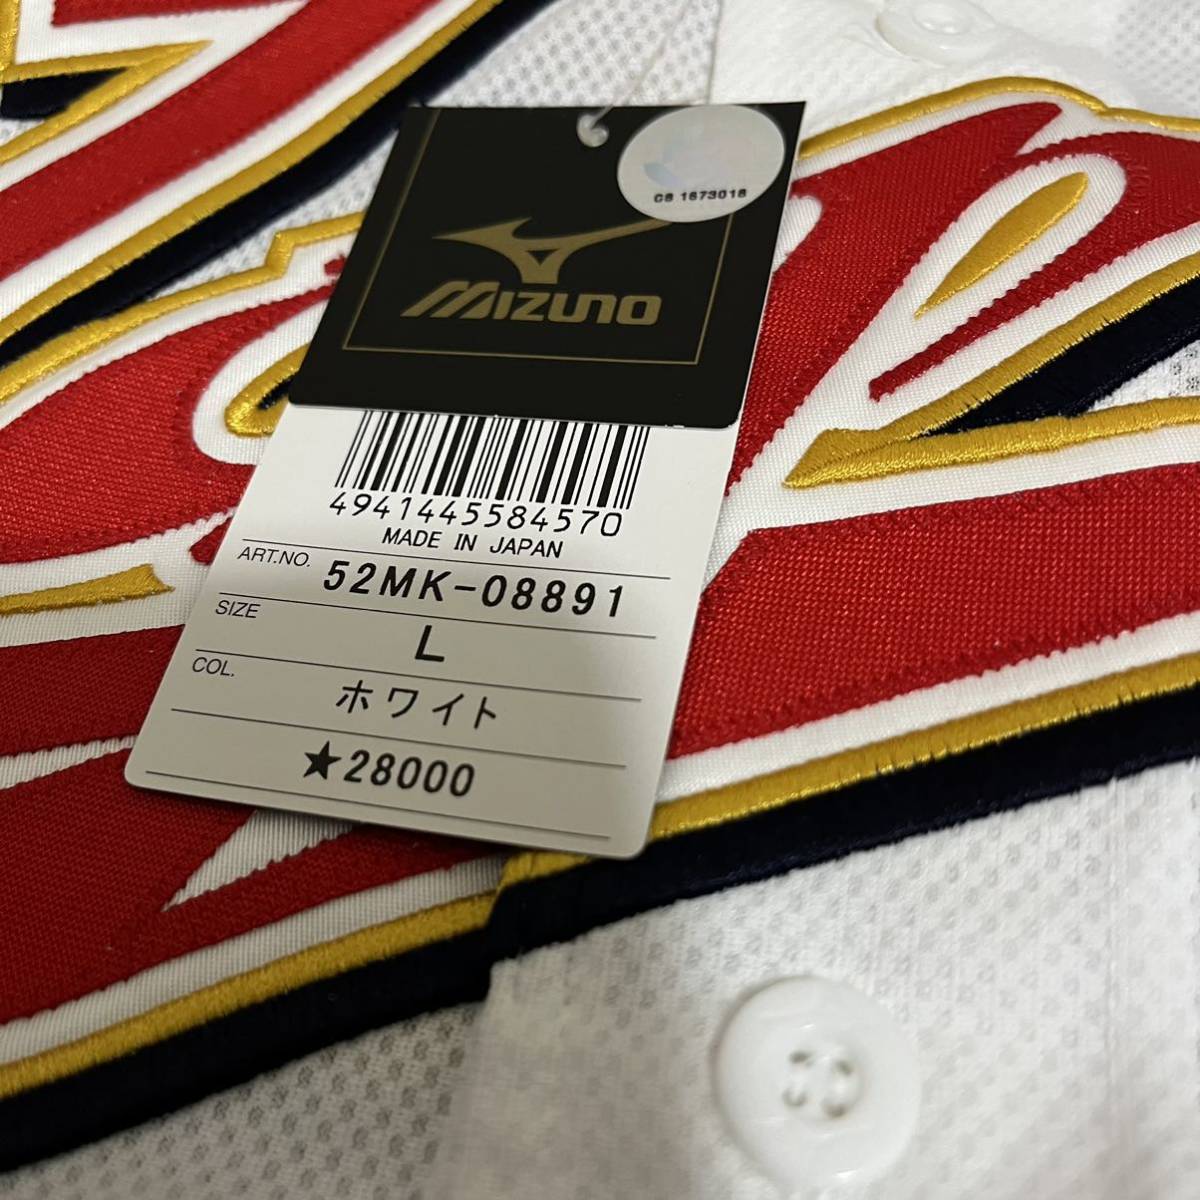 C8 1673018
MIZUNO
4941445584570
MADE IN JAPAN
ART.NO. 52MK-08891
SIZE L
COL. ホワイト
★28000